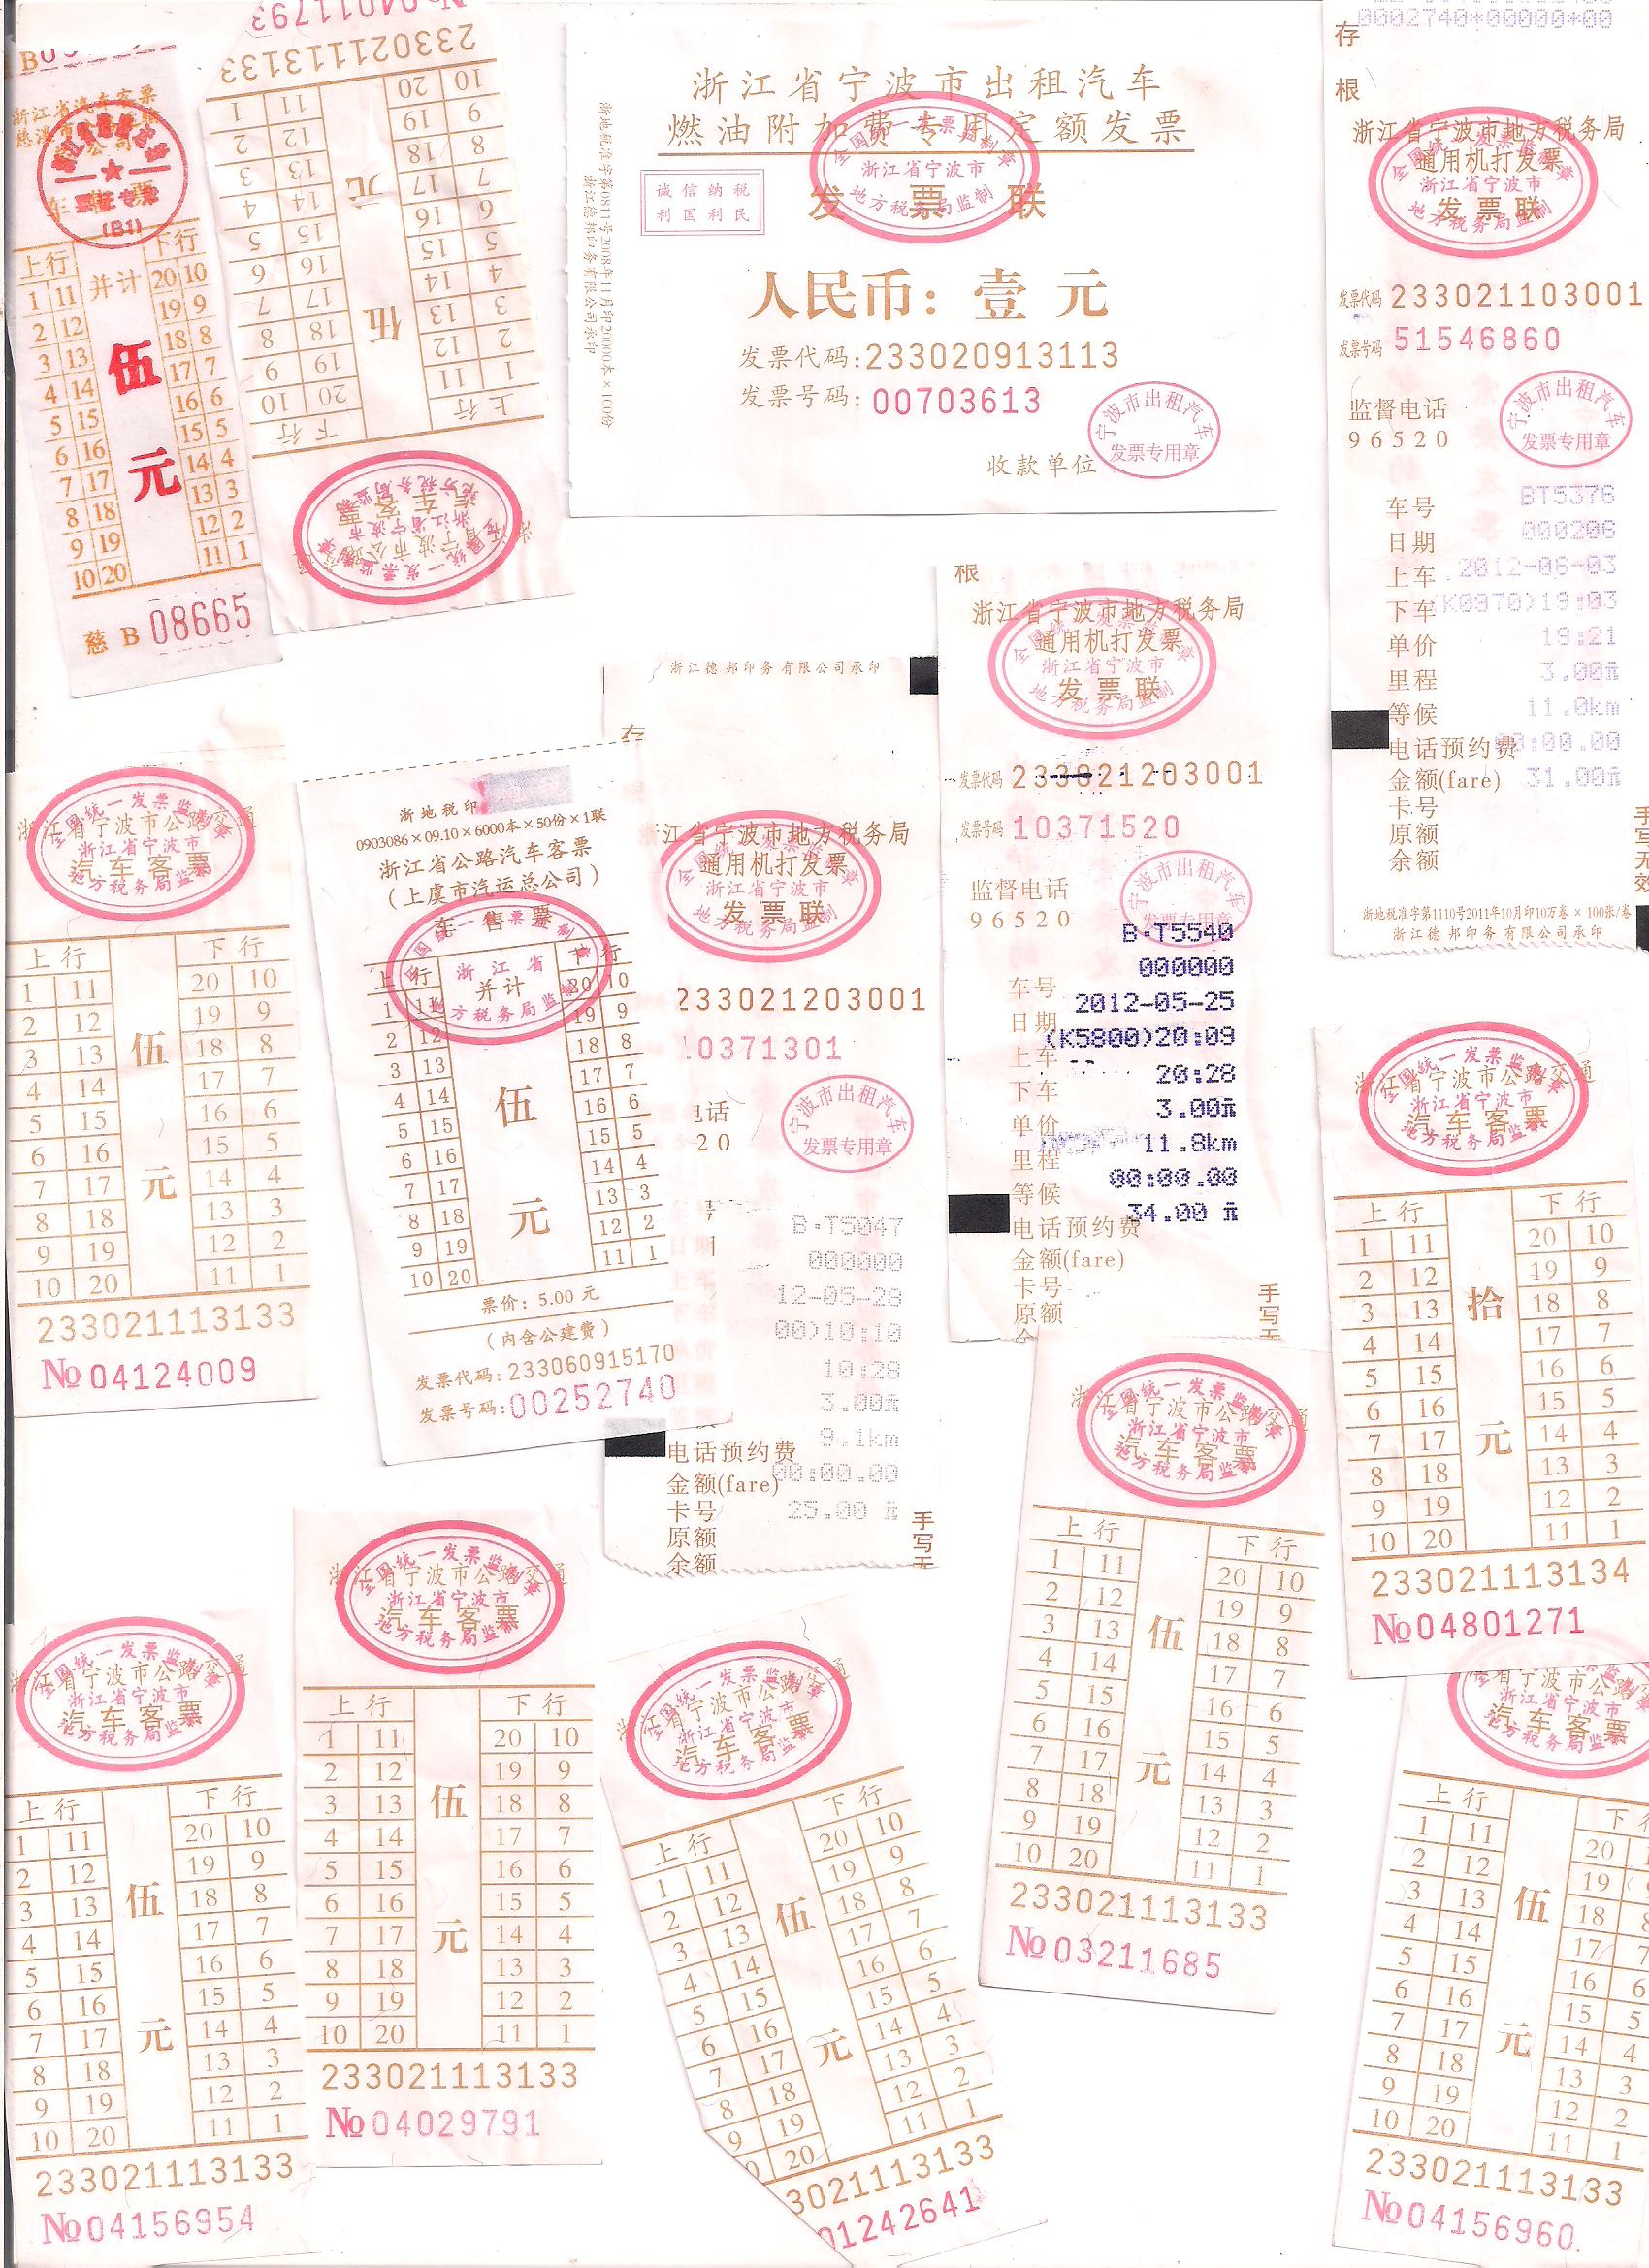 浙江省汽车客票
(B1)
上行
并计
下行
1 11 20 10
2 12 19 9
3 13 18 8
4 14 17 7
5 15 16 6
6 16 15 5
7 17 14 4
8 18 13 3
9 19 12 2
10 20 11 1
伍
元
慈 B 08665
№04011793
233021113133
汽车客票
上行
下行
1 11 20 10
2 12 19 9
3 13 18 8
4 14 17 7
5 15 16 6
6 16 15 5
7 17 14 4
8 18 13 3
9 19 12 2
10 20 11 1
伍
元
浙江省宁波市出租汽车
燃油附加费专用定额发票
全国统一发票监制章
浙江省宁波市
地方税务局监制
发票联
诚信纳税
利国利民
浙地税准字第0811号2008年11月印20000本×100份
浙江德邦印务有限公司承印
人民币：壹元
发票代码:233020913113
发票号码:00703613
收款单位
宁波市出租汽车
发票专用章
0002740*00000*00
存
根
浙江省宁波市地方税务局
通用机打发票
全国统一发票监制章
浙江省宁波市
发票联
地方税务局监制
发票代码 233021103001
发票号码 51546860
监督电话
96520
宁波市出租汽车
发票专用章
BT5376
车号
000206
日期
2012-06-03
上车
(K0970)19:03
下车
19:21
单价
3.00元
里程
11.0km
等候
00:00.00
电话预约费
31.00元
金额(fare)
卡号
原额
余额
手写无效
浙地税准字第1110号2011年10月印10万卷×100张/卷
浙江德邦印务有限公司承印
浙江省宁波市公路交通
汽车客票
全国统一发票监制章
浙江省宁波市
地方税务局监制
上行
下行
1 11 20 10
2 12 19 9
3 13 18 8
4 14 17 7
5 15 16 6
6 16 15 5
7 17 14 4
8 18 13 3
9 19 12 2
10 20 11 1
伍
元
233021113133
№04124009
浙地税印
0903086×09.10×6000本×50份×1联
浙江省公路汽车客票
(上虞市汽运总公司)
车售票
全国统一发票监制章
浙江省
地方税务局监制
上行
并计
下行
1 11 20 10
2 12 19 9
3 13 18 8
4 14 17 7
5 15 16 6
6 16 15 5
7 17 14 4
8 18 13 3
9 19 12 2
10 20 11 1
伍
元
票价：5.00 元
(内含公建费)
发票代码:233060915170
发票号码:00252740
浙江德邦印务有限公司承印
存
浙江省宁波市地方税务局
通用机打发票
全国统一发票监制章
浙江省宁波市
发票联
地方税务局监制
233021203001
0371301
电话
20
宁波市出租汽车
发票专用章
B·T5047
000000
12-05-28
00)10:10
10:28
3.00元
9.1km
电话预约费
00:00.00
金额(fare)
25.00 元
卡号
原额
余额
手写无
根
浙江省宁波市地方税务局
通用机打发票
全国统一发票监制章
浙江省宁波市
发票联
地方税务局监制
发票代码 233021203001
发票号码 10371520
监督电话
96520
宁波市出租汽车
发票专用章
B·T5540
000000
车号
2012-05-25
日期
(K5800)20:09
上车
20:28
下车
3.00元
单价
11.8km
里程
00:00.00
等候
34.00 元
电话预约费
金额(fare)
卡号
原额
手写无
浙江省宁波市公路交通
汽车客票
全国统一发票监制章
浙江省宁波市
地方税务局监制
上行
下行
1 11 20 10
2 12 19 9
3 13 18 8
4 14 17 7
5 15 16 6
6 16 15 5
7 17 14 4
8 18 13 3
9 19 12 2
10 20 11 1
拾
元
233021113134
№04801271
浙江省宁波市公路交通
汽车客票
全国统一发票监制章
浙江省宁波市
地方税务局监制
上行
下行
1 11 20 10
2 12 19 9
3 13 18 8
4 14 17 7
5 15 16 6
6 16 15 5
7 17 14 4
8 18 13 3
9 19 12 2
10 20 11 1
伍
元
233021113133
№03211685
浙江省宁波市公路交通
汽车客票
全国统一发票监制章
浙江省宁波市
地方税务局监制
上行
下行
1 11 20 10
2 12 19 9
3 13 18 8
4 14 17 7
5 15 16 6
6 16 15 5
7 17 14 4
8 18 13 3
9 19 12 2
10 20 11 1
伍
元
233021113133
№04156954
浙江省宁波市公路交通
汽车客票
全国统一发票监制章
浙江省宁波市
地方税务局监制
上行
下行
1 11 20 10
2 12 19 9
3 13 18 8
4 14 17 7
5 15 16 6
6 16 15 5
7 17 14 4
8 18 13 3
9 19 12 2
10 20 11 1
伍
元
233021113133
№04029791
浙江省宁波市公路交通
汽车客票
全国统一发票监制章
浙江省宁波市
地方税务局监制
上行
下行
1 11 20 10
2 12 19 9
3 13 18 8
4 14 17 7
5 15 16 6
6 16 15 5
7 17 14 4
8 18 13 3
9 19 12 2
0 20 11 1
伍
元
3021113133
01242641
浙江省宁波市公路交
汽车客票
浙江省宁波市
地方税务局监制
上行
下行
1 11 20
2 12 19
3 13 18 8
4 14 17 7
5 15 16 6
6 16 15 5
7 17 14 4
8 18 13 3
9 19 12 2
10 20 11 1
伍
元
233021113133
№04156960